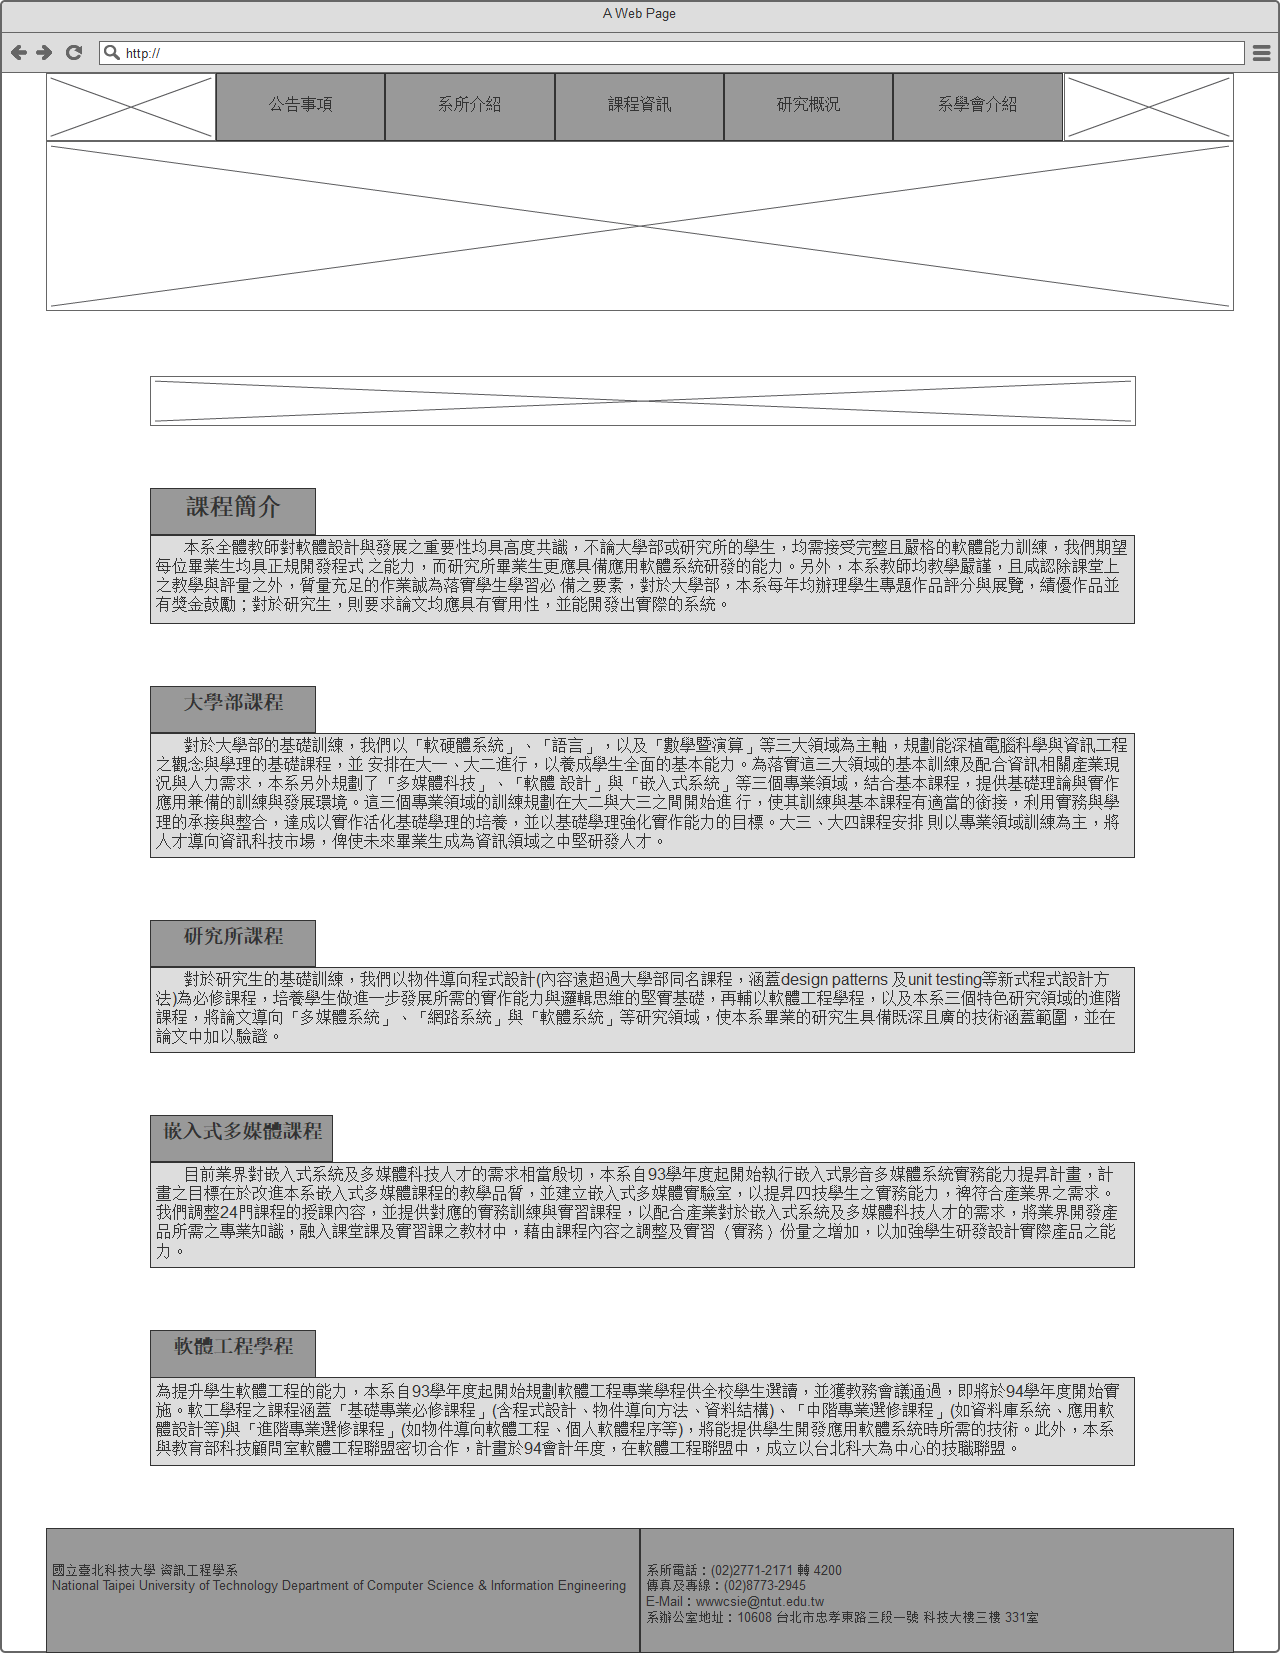 A Web Page
http://
公告事項
系所介紹
課程資訊
研究概況
系學會介紹
課程簡介
本系全體教師對軟體設計與發展之重要性均具高度共識，不論大學部或研究所的學生，均需接受完整且嚴格的軟體能力訓練，我們期望
每位畢業生均具正規開發程式 之能力，而研究所畢業生更應具備應用軟體系統研發的能力。另外，本系教師均教學嚴謹，且咸認除課堂上
之教學與評量之外，質量充足的作業誠為落實學生學習必 備之要素，對於大學部，本系每年均辦理學生專題作品評分與展覽，績優作品並
有獎金鼓勵；對於研究生，則要求論文均應具有實用性，並能開發出實際的系統。
大學部課程
對於大學部的基礎訓練，我們以「軟硬體系統」、「語言」，以及「數學暨演算」等三大領域為主軸，規劃能深植電腦科學與資訊工程
之觀念與學理的基礎課程，並 安排在大一、大二進行，以養成學生全面的基本能力。為落實這三大領域的基本訓練及配合資訊相關產業現
況與人力需求，本系另外規劃了「多媒體科技」、「軟體 設計」與「嵌入式系統」等三個專業領域，結合基本課程，提供基礎理論與實作
應用兼備的訓練與發展環境。這三個專業領域的訓練規劃在大二與大三之間開始進 行，使其訓練與基本課程有適當的銜接，利用實務與學
理的承接與整合，達成以實作活化基礎學理的培養，並以基礎學理強化實作能力的目標。大三、大四課程安排 則以專業領域訓練為主，將
人才導向資訊科技市場，俾使未來畢業生成為資訊領域之中堅研發人才。
研究所課程
對於研究生的基礎訓練，我們以物件導向程式設計(內容遠超過大學部同名課程，涵蓋design patterns 及unit testing等新式程式設計方
法)為必修課程，培養學生做進一步發展所需的實作能力與邏輯思維的堅實基礎，再輔以軟體工程學程，以及本系三個特色研究領域的進階
課程，將論文導向「多媒體系統」、「網路系統」與「軟體系統」等研究領域，使本系畢業的研究生具備既深且廣的技術涵蓋範圍，並在
論文中加以驗證。
嵌入式多媒體課程
目前業界對嵌入式系統及多媒體科技人才的需求相當殷切，本系自93學年度起開始執行嵌入式影音多媒體系統實務能力提昇計畫，計
畫之目標在於改進本系嵌入式多媒體課程的教學品質，並建立嵌入式多媒體實驗室，以提昇四技學生之實務能力，裨符合產業界之需求。
我們調整24門課程的授課內容，並提供對應的實務訓練與實習課程，以配合產業對於嵌入式系統及多媒體科技人才的需求，將業界開發產
品所需之專業知識，融入課堂課及實習課之教材中，藉由課程內容之調整及實習〈實務〉份量之增加，以加強學生研發設計實際產品之能
力。
軟體工程學程
為提升學生軟體工程的能力，本系自93學年度起開始規劃軟體工程專業學程供全校學生選讀，並獲教務會議通過，即將於94學年度開始實
施。軟工學程之課程涵蓋「基礎專業必修課程」(含程式設計、物件導向方法、資料結構)、「中階專業選修課程」(如資料庫系統、應用軟
體設計等)與「進階專業選修課程」(如物件導向軟體工程、個人軟體程序等)，將能提供學生開發應用軟體系統時所需的技術。此外，本系
與教育部科技顧問室軟體工程聯盟密切合作，計畫於94會計年度，在軟體工程聯盟中，成立以台北科大為中心的技職聯盟。
國立臺北科技大學 資訊工程學系
National Taipei University of Technology Department of Computer Science & Information Engineering
系所電話：(02)2771-2171 轉 4200
傳真及專線：(02)8773-2945
E-Mail：wwwcsie@ntut.edu.tw
系辦公室地址：10608 台北市忠孝東路三段一號 科技大樓三樓 331室